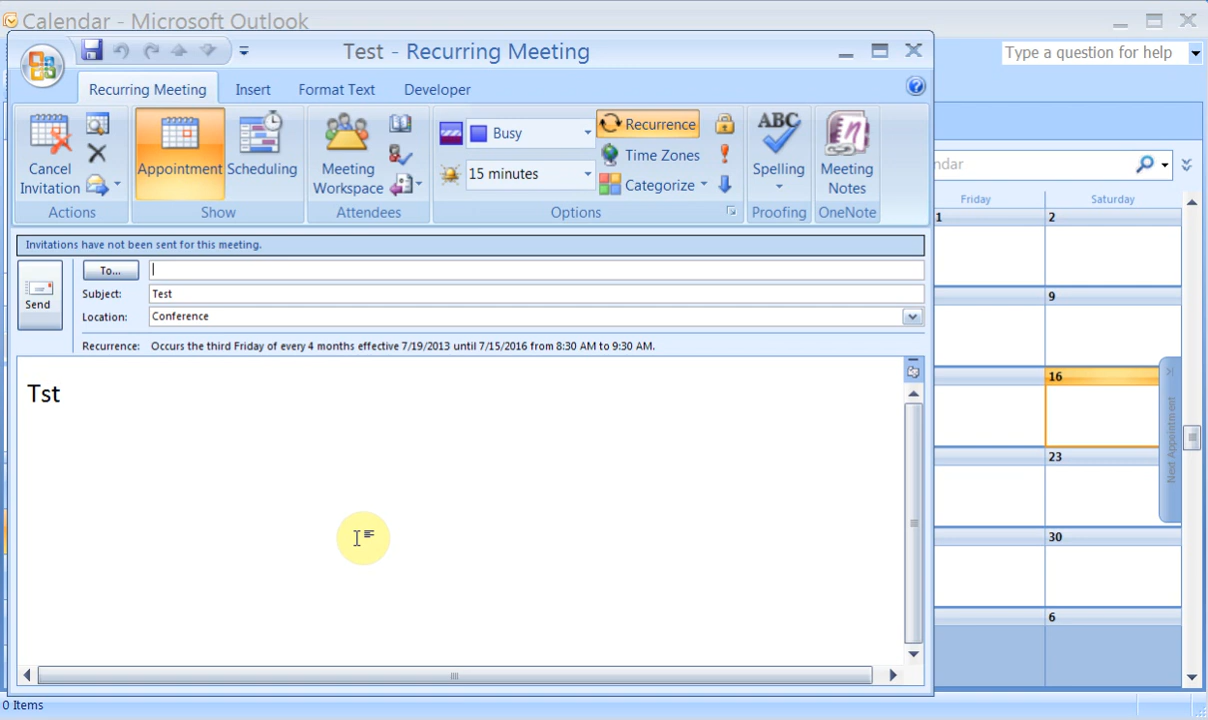 Calendar - Microsoft Outlook
Test - Recurring Meeting
Type a question for help
Recurring Meeting Insert Format Text Developer
Cancel Invitation
Appointment
Scheduling
Meeting Workspace
Busy
15 minutes
Recurrence
Time Zones
Categorize
ABC
Spelling
Meeting Notes
Actions Show Attendees Options Proofing OneNote
ndar
Friday Saturday
Invitations have not been sent for this meeting.
Send
To...
Subject: Test
Location: Conference
Recurrence: Occurs the third Friday of every 4 months effective 7/19/2013 until 7/15/2016 from 8:30 AM to 9:30 AM.
Tst
1 2
9
16
23
30
6
Next Appointment
0 Items